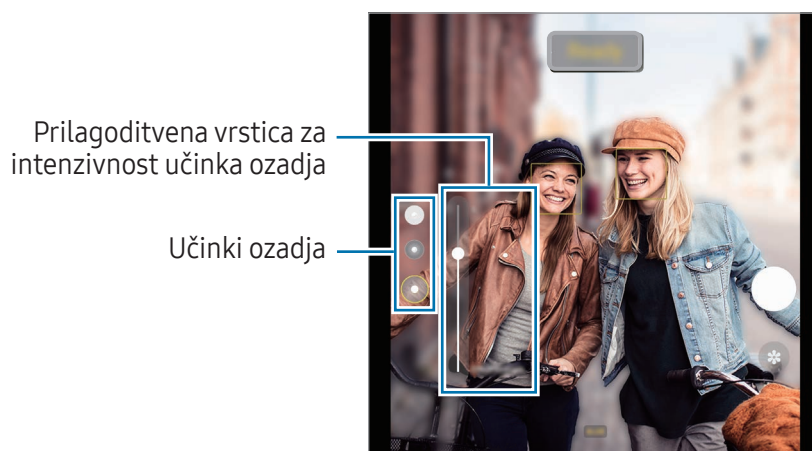 Prilagoditvena vrstica za
intenzivnost učinka ozadja
Učinki ozadja